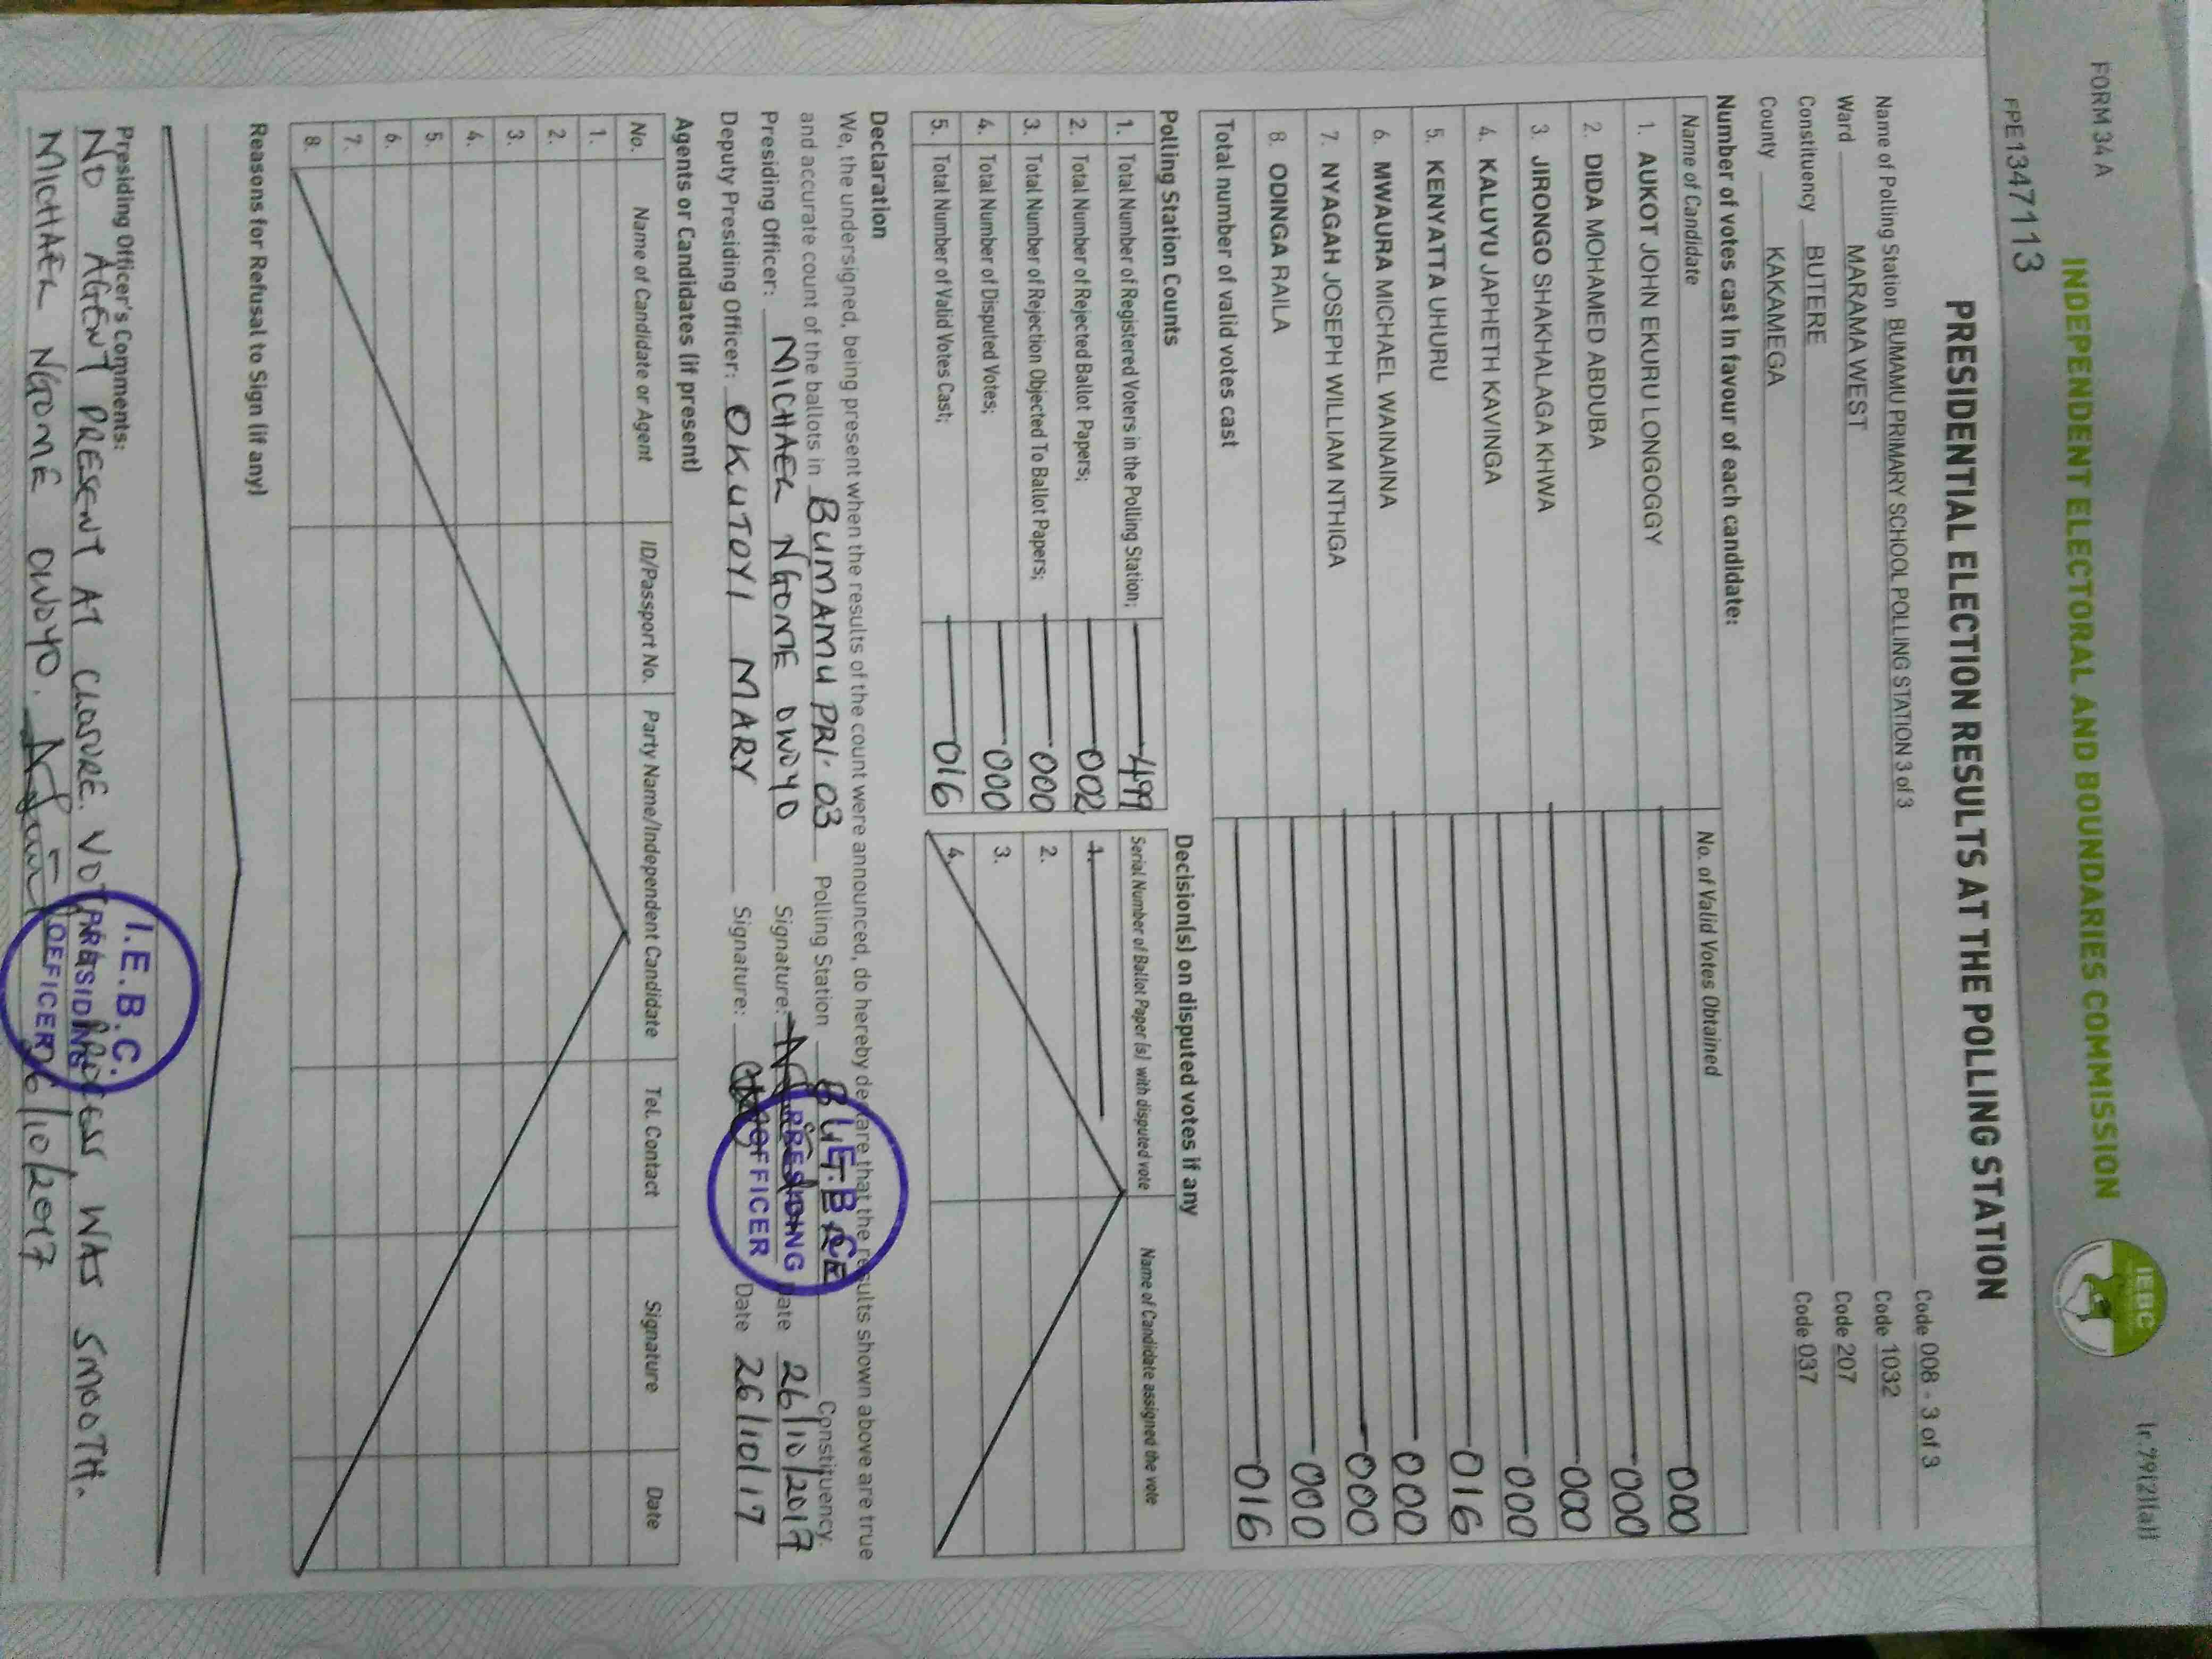 FORM 34 A
INDEPENDENT ELECTORAL AND BOUNDARIES COMMISSION
IEBC
FPE1347113
PRESIDENTIAL ELECTION RESULTS AT THE POLLING STATION
Name of Polling Station BUMAMU PRIMARY SCHOOL POLLING STATION 3 of 3 Code 008 - 3 of 3
Ward MARAMA WEST Code 1032
Constituency BUTERE Code 207
County KAKAMEGA Code 037
Number of votes cast in favour of each candidate:
Name of Candidate No. of Valid Votes Obtained
1. AUKOT JOHN EKURU LONGOGGY 000
2. DIDA MOHAMED ABDUBA 000
3. JIRONGO SHAKHALAGA KHWA 000
4. KALUYU JAPHETH KAVINGA 000
5. KENYATTA UHURU 016
6. MWAURA MICHAEL WAINAINA 000
7. NYAGAH JOSEPH WILLIAM NTHIGA 000
8. ODINGA RAILA 000
Total number of valid votes cast 016
Polling Station Counts
1. Total Number of Registered Voters in the Polling Station; 499
2. Total Number of Rejected Ballot Papers; 002
3. Total Number of Rejection Objected To Ballot Papers; 000
4. Total Number of Disputed Votes; 000
5. Total Number of Valid Votes Cast; 016
Decision(s) on disputed votes if any
Serial Number of Ballot Paper (s) with disputed vote Name of Candidate assigned the vote
1.
2.
3.
4.
Declaration
We, the undersigned, being present when the results of the count were announced, do hereby declare that the results shown above are true
and accurate count of the ballots in BUMAMU PRI. 03 Polling Station BUTERE Constituency.
Presiding Officer: MICHAEL NGOME OWOYO Signature: Date 26/10/2017
Deputy Presiding Officer: OKUTOYI MARY Signature: Date 26/10/17
I.E.B.C.
PRESIDING
OFFICER
Agents or Candidates (if present)
No. Name of Candidate or Agent ID/Passport No. Party Name/Independent Candidate Tel. Contact Signature Date
1.
2.
3.
4.
5.
6.
7.
8.
Reasons for Refusal to Sign (if any)
Presiding Officer's Comments:
NO AGENT PRESENT AT CLOSURE. VOTING PROCESS WAS SMOOTH.
MICHAEL NGOME OWOYO. 26/10/2017
I.E.B.C.
PRESIDING
OFFICER